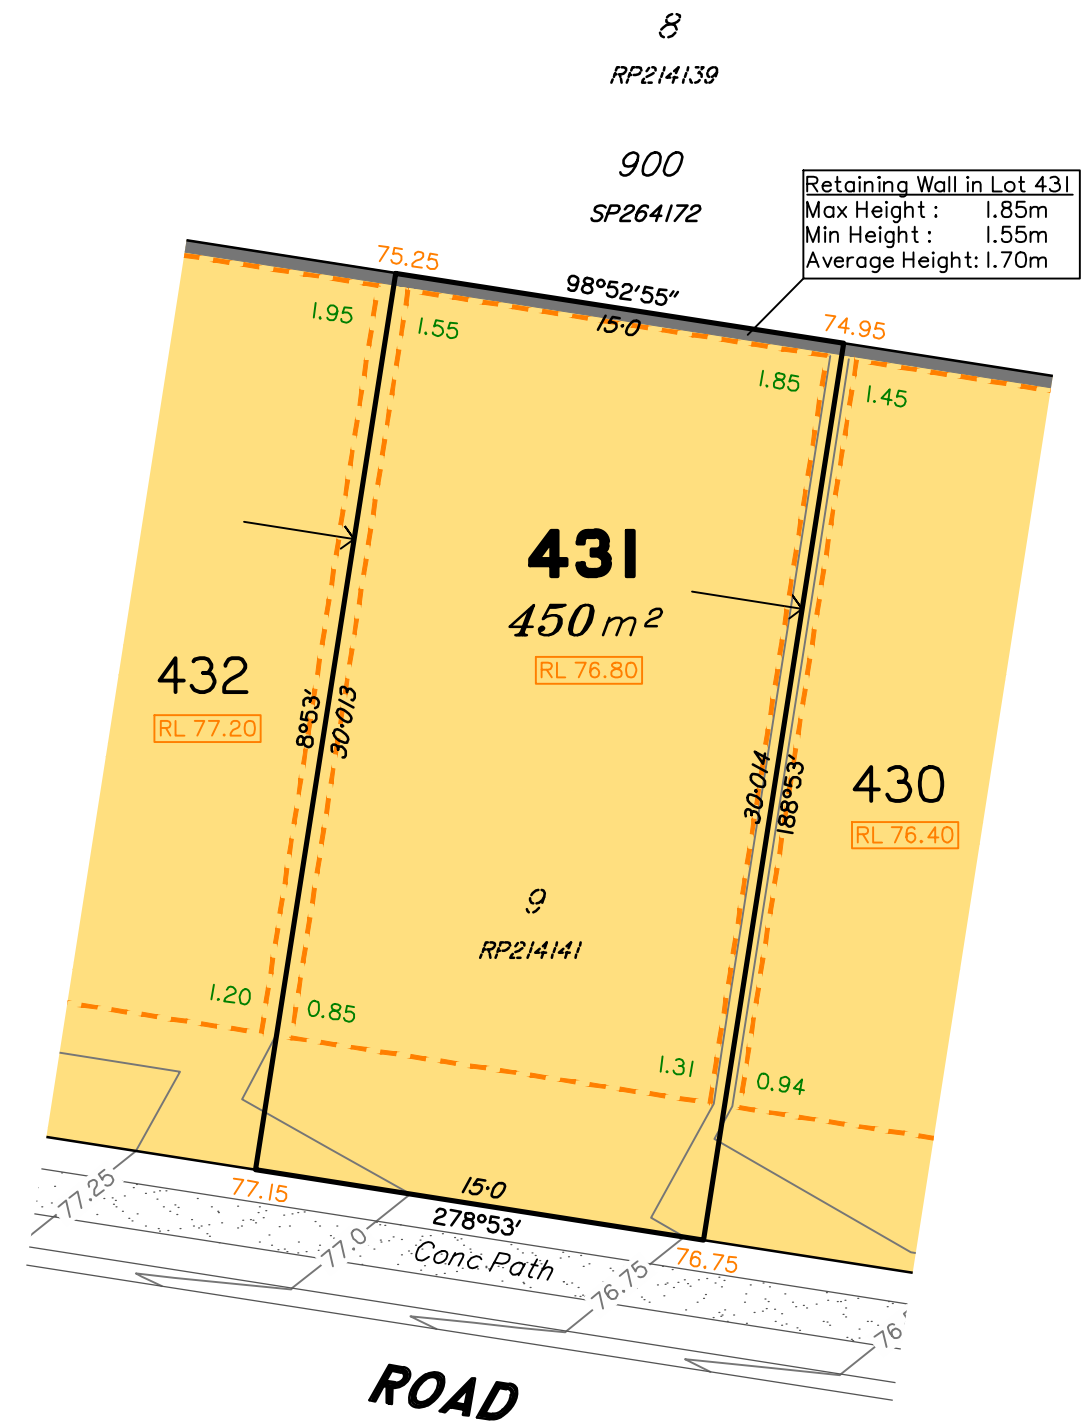 8
RP214139
900
SP264172
Retaining Wall in Lot 431
Max Height : 1.85m
Min Height : 1.55m
Average Height: 1.70m
75.25
98°52'55"
15·0
74.95
1.95
1.55
1.85
1.45
431
450 m²
RL 76.80
432
RL 77.20
8°53'
30·013
30·014
188°53'
430
RL 76.40
9
RP214141
1.20
0.85
1.31
0.94
77.25
77.15
15·0
278°53'
77.0
Conc Path
76.75
76.75
76
ROAD